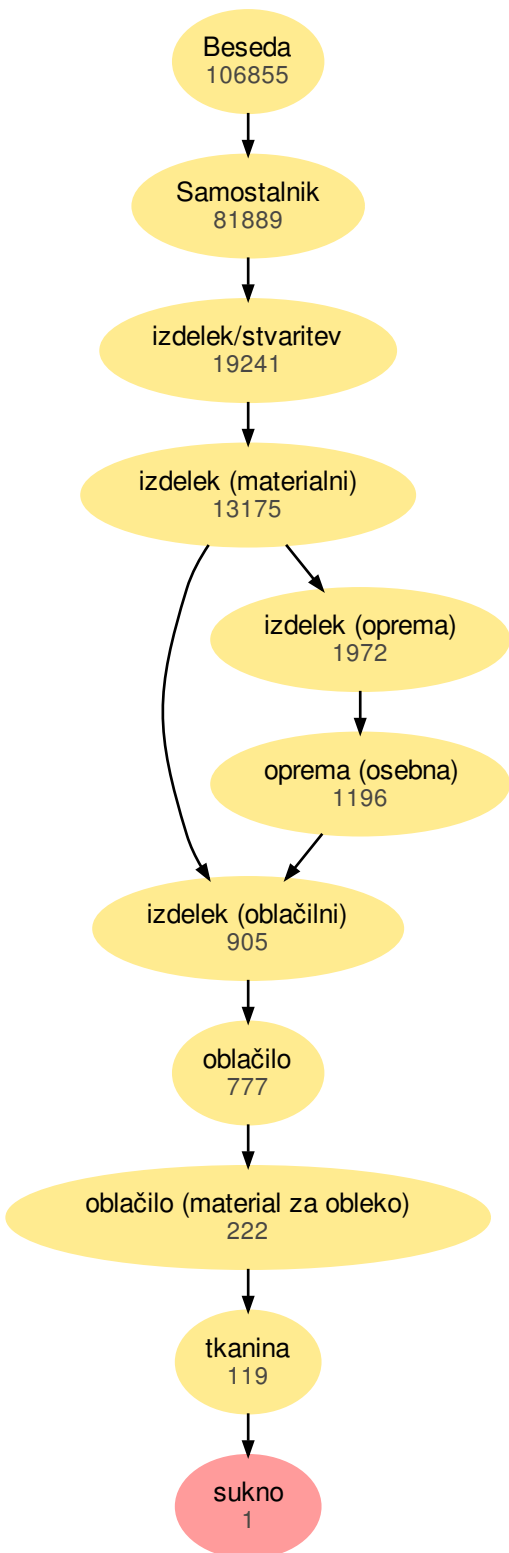 Beseda
106855
Samostalnik
81889
izdelek/stvaritev
19241
izdelek (materialni)
13175
izdelek (oprema)
1972
oprema (osebna)
1196
izdelek (oblačilni)
905
oblačilo
777
oblačilo (material za obleko)
222
tkanina
119
sukno
1